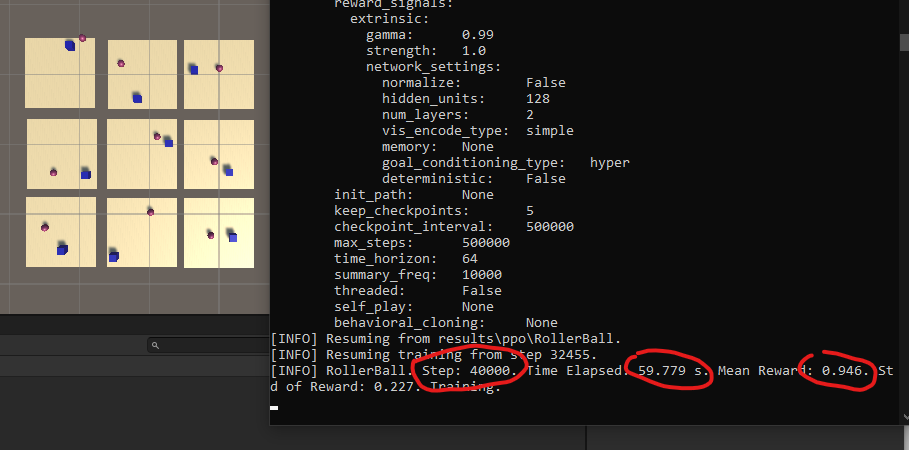 reward_signals:
extrinsic:
gamma: 0.99
strength: 1.0
network_settings:
normalize: False
hidden_units: 128
num_layers: 2
vis_encode_type: simple
memory: None
goal_conditioning_type: hyper
deterministic: False
init_path: None
keep_checkpoints: 5
checkpoint_interval: 500000
max_steps: 500000
time_horizon: 64
summary_freq: 10000
threaded: False
self_play: None
behavioral_cloning: None
[INFO] Resuming from results\ppo\RollerBall.
[INFO] Resuming training from step 32455.
[INFO] RollerBall. Step: 40000. Time Elapsed: 59.779 s. Mean Reward: 0.946. St
d of Reward: 0.227. Training.